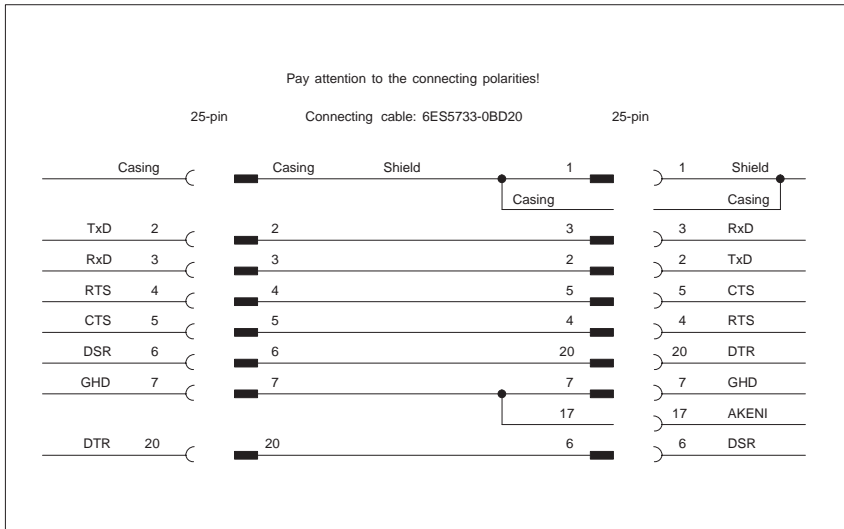 Pay attention to the connecting polarities!
25-pin Connecting cable: 6ES5733-0BD20 25-pin
Casing Casing Shield 1 1 Shield
Casing Casing
TxD 2 2 3 3 RxD
RxD 3 3 2 2 TxD
RTS 4 4 5 5 CTS
CTS 5 5 4 4 RTS
DSR 6 6 20 20 DTR
GHD 7 7 7 7 GHD
17 17 AKENI
DTR 20 20 6 6 DSR